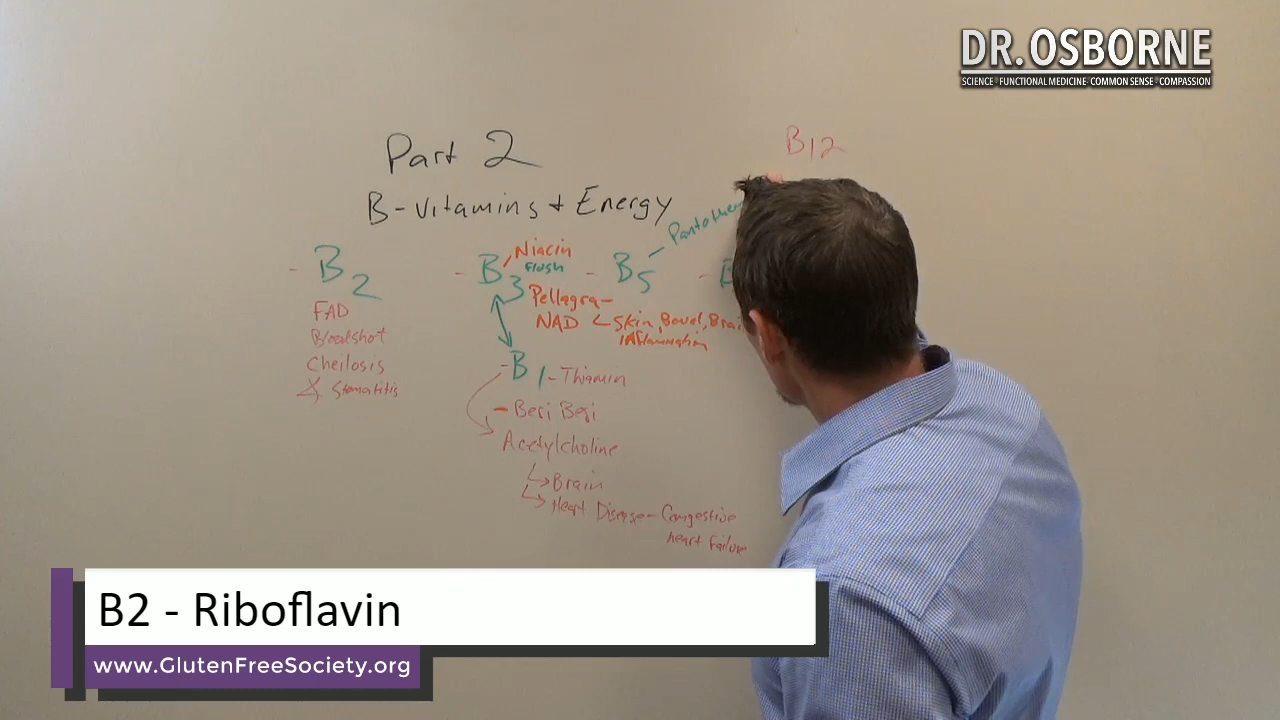 DR. OSBORNE
SCIENCE - FUNCTIONAL MEDICINE - COMMON SENSE - COMPASSION
Part 2
B12
B-vitamins + Energy
B2
FAD
Bloodshot
Cheilosis
Stomatitis
B3
Niacin
Flush
Pellagra-
NAD
Skin, Bowel, Brain
Inflammation
B5
B
B1 - Thiamin
- Beri Beri
Acetylcholine
Brain
Heart Disease - Congestive
heart Failure
B2 - Riboflavin
www.GlutenFreeSociety.org